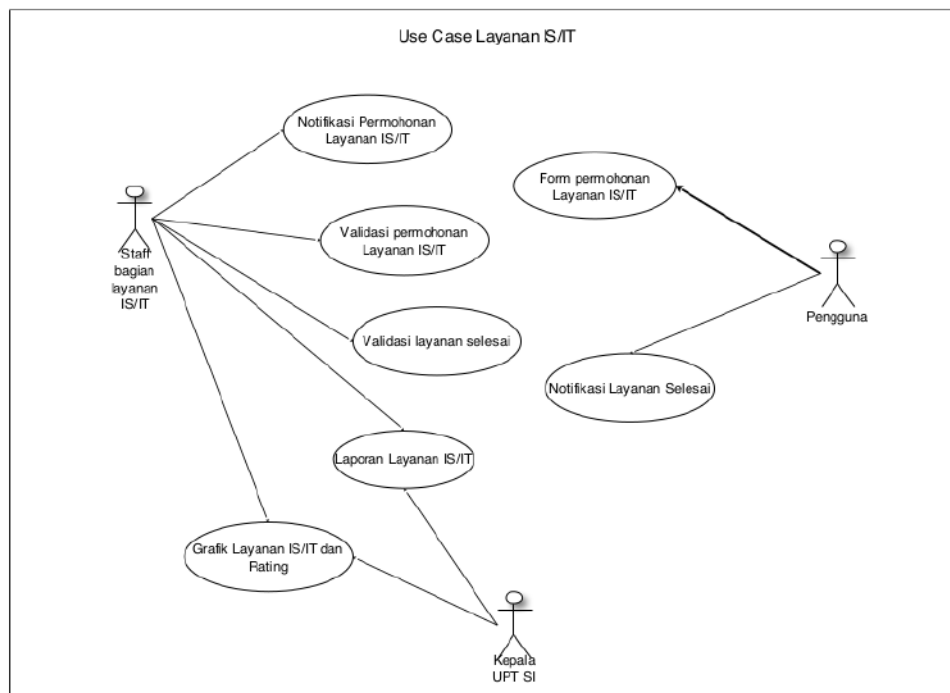 Use Case Layanan IS/IT
Notifikasi Permohonan
Layanan IS/IT
Form permohonan
Layanan IS/IT
Validasi permohonan
Layanan IS/IT
Staff
bagian
layanan
IS/IT
Pengguna
Validasi layanan selesai
Notifikasi Layanan Selesai
Laporan Layanan IS/IT
Grafik Layanan IS/IT dan
Rating
Kepala
UPT SI